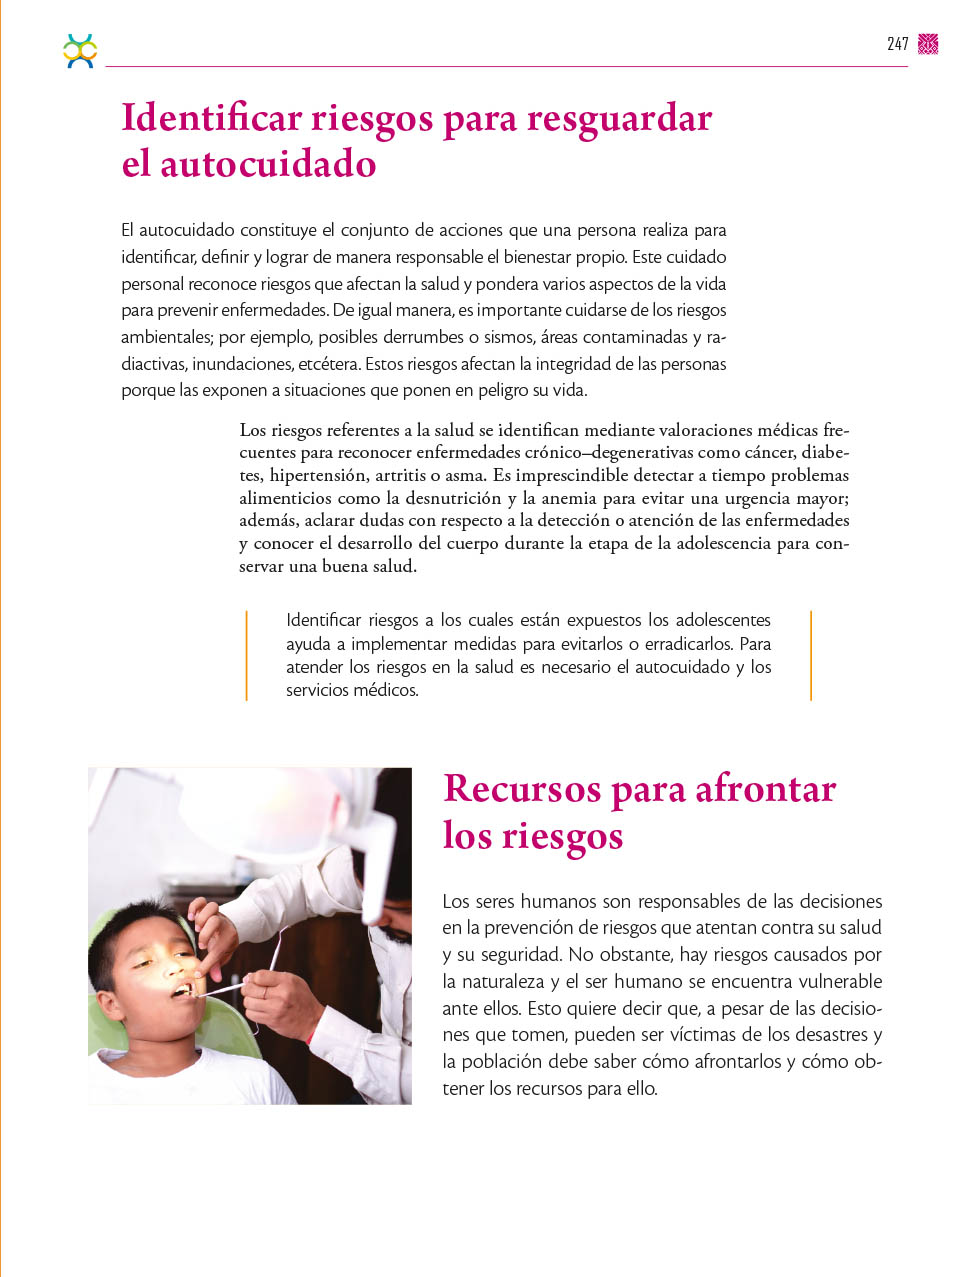 247
Identificar riesgos para resguardar
el autocuidado
El autocuidado constituye el conjunto de acciones que una persona realiza para
identificar, definir y lograr de manera responsable el bienestar propio. Este cuidado
personal reconoce riesgos que afectan la salud y pondera varios aspectos de la vida
para prevenir enfermedades. De igual manera, es importante cuidarse de los riesgos
ambientales; por ejemplo, posibles derrumbes o sismos, áreas contaminadas y ra-
diactivas, inundaciones, etcétera. Estos riesgos afectan la integridad de las personas
porque las exponen a situaciones que ponen en peligro su vida.
Los riesgos referentes a la salud se identifican mediante valoraciones médicas fre-
cuentes para reconocer enfermedades crónico–degenerativas como cáncer, diabe-
tes, hipertensión, artritis o asma. Es imprescindible detectar a tiempo problemas
alimenticios como la desnutrición y la anemia para evitar una urgencia mayor;
además, aclarar dudas con respecto a la detección o atención de las enfermedades
y conocer el desarrollo del cuerpo durante la etapa de la adolescencia para con-
servar una buena salud.
Identificar riesgos a los cuales están expuestos los adolescentes
ayuda a implementar medidas para evitarlos o erradicarlos. Para
atender los riesgos en la salud es necesario el autocuidado y los
servicios médicos.
Recursos para afrontar
los riesgos
Los seres humanos son responsables de las decisiones
en la prevención de riesgos que atentan contra su salud
y su seguridad. No obstante, hay riesgos causados por
la naturaleza y el ser humano se encuentra vulnerable
ante ellos. Esto quiere decir que, a pesar de las decisio-
nes que tomen, pueden ser víctimas de los desastres y
la población debe saber cómo afrontarlos y cómo ob-
tener los recursos para ello.